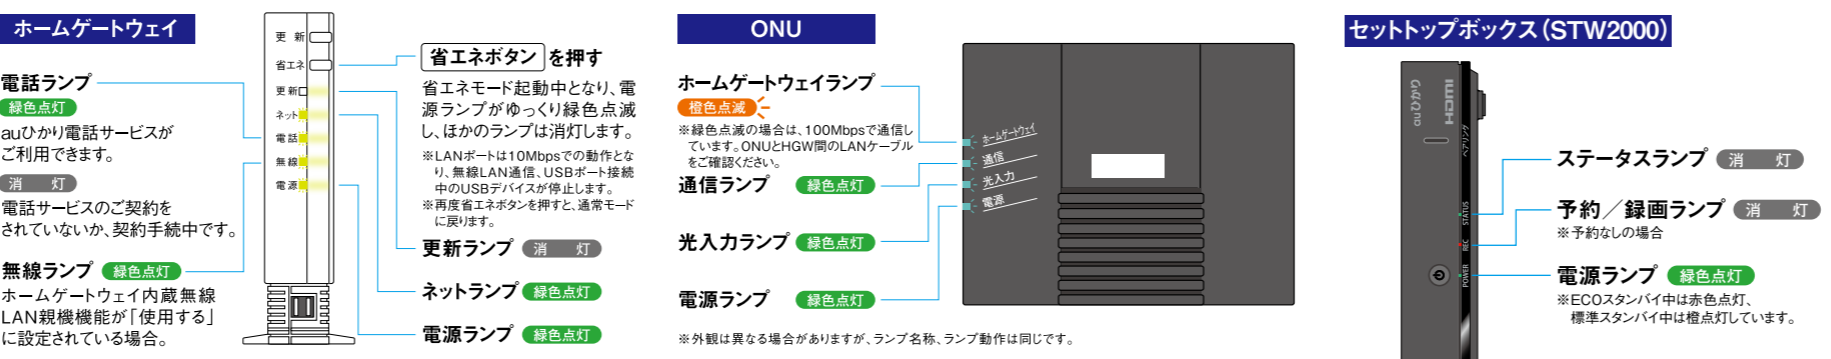 ホームゲートウェイ
電話ランプ
緑色点灯
auひかり電話サービスが
ご利用できます。
消 灯
電話サービスのご契約を
されていないか、契約手続中です。
無線ランプ 緑色点灯
ホームゲートウェイ内蔵無線
LAN親機機能が「使用する」
に設定されている場合。
更 新
省エネ
更 新
ネット
電 話
無 線
電 源
省エネボタン を押す
省エネモード起動中となり、電
源ランプがゆっくり緑色点滅
し、ほかのランプは消灯します。
※LANポートは10Mbpsでの動作とな
り、無線LAN通信、USBポート接続
中のUSBデバイスが停止します。
※再度省エネボタンを押すと、通常モード
に戻ります。
更新ランプ 消 灯
ネットランプ 緑色点灯
電源ランプ 緑色点灯
ONU
ホームゲートウェイランプ
橙色点滅
※緑色点滅の場合は、100Mbpsで通信し
ています。ONUとHGW間のLANケーブル
をご確認ください。
通信ランプ 緑色点灯
光入力ランプ 緑色点灯
電源ランプ 緑色点灯
ホームゲートウェイ
通信
光入力
電源
※外観は異なる場合がありますが、ランプ名称、ランプ動作は同じです。
セットトップボックス（STW2000）
auひかり
HDMI
ペアリング
STATUS
REC
POWER
ステータスランプ 消 灯
予約／録画ランプ 消 灯
※予約なしの場合
電源ランプ 緑色点灯
※ECOスタンバイ中は赤色点灯、
標準スタンバイ中は橙点灯しています。